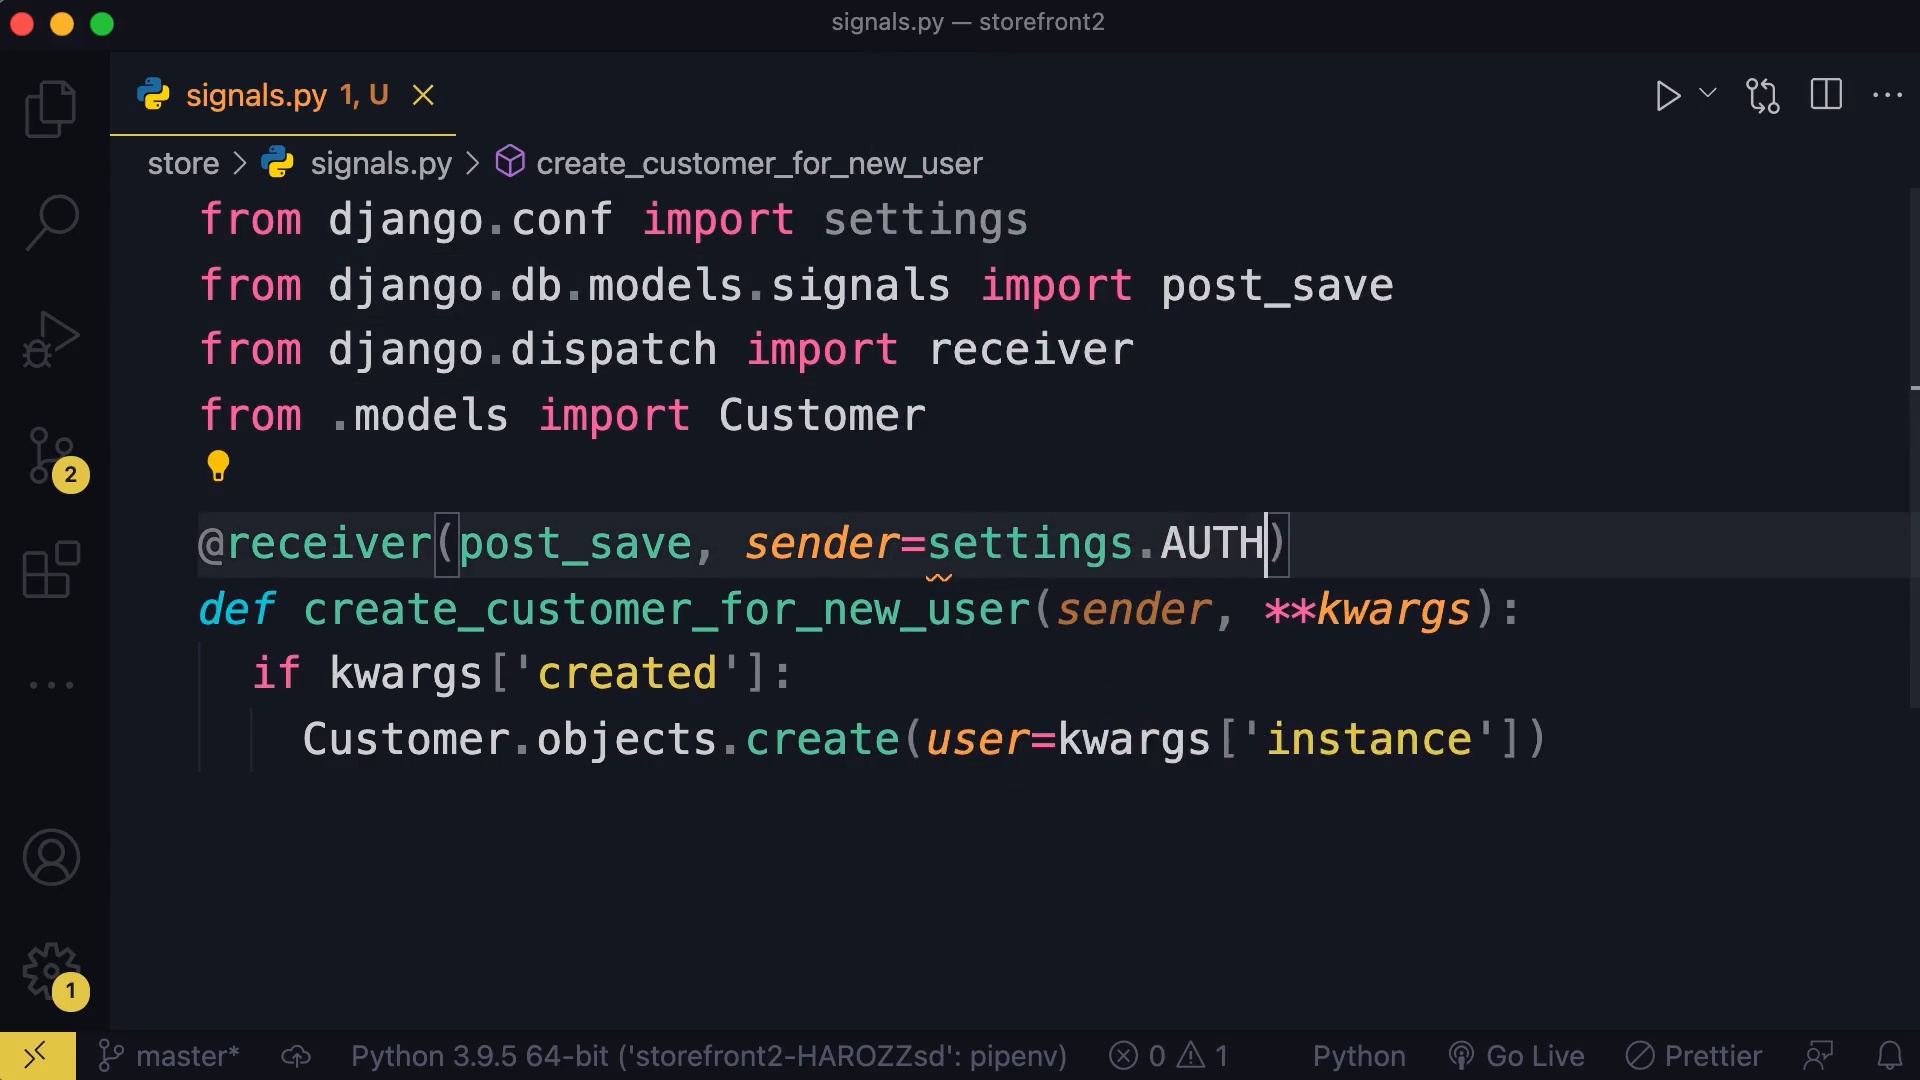 signals.py — storefront2
signals.py 1, U
store > signals.py > create_customer_for_new_user
from django.conf import settings
from django.db.models.signals import post_save
from django.dispatch import receiver
from .models import Customer
@receiver(post_save, sender=settings.AUTH)
def create_customer_for_new_user(sender, **kwargs):
  if kwargs['created']:
    Customer.objects.create(user=kwargs['instance'])
2
1
master* Python 3.9.5 64-bit ('storefront2-HAROZZsd': pipenv) 0 1 Python Go Live Prettier